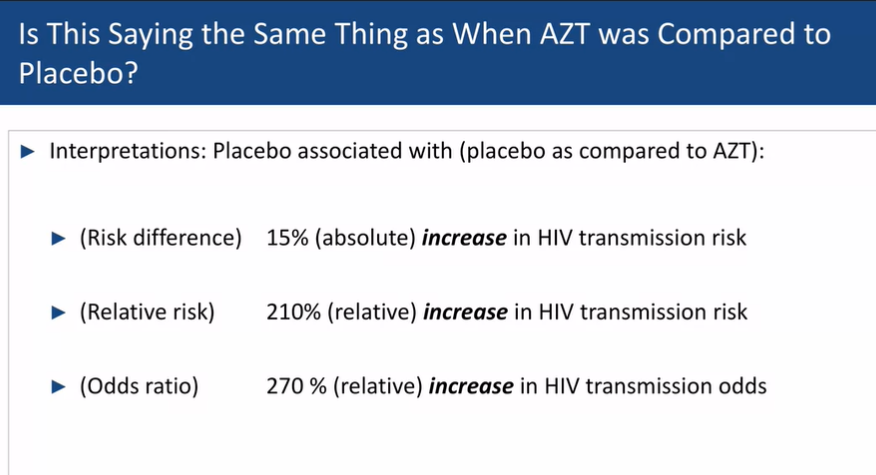 Is This Saying the Same Thing as When AZT was Compared to
Placebo?
► Interpretations: Placebo associated with (placebo as compared to AZT):
► (Risk difference) 15% (absolute) increase in HIV transmission risk
► (Relative risk) 210% (relative) increase in HIV transmission risk
► (Odds ratio) 270 % (relative) increase in HIV transmission odds